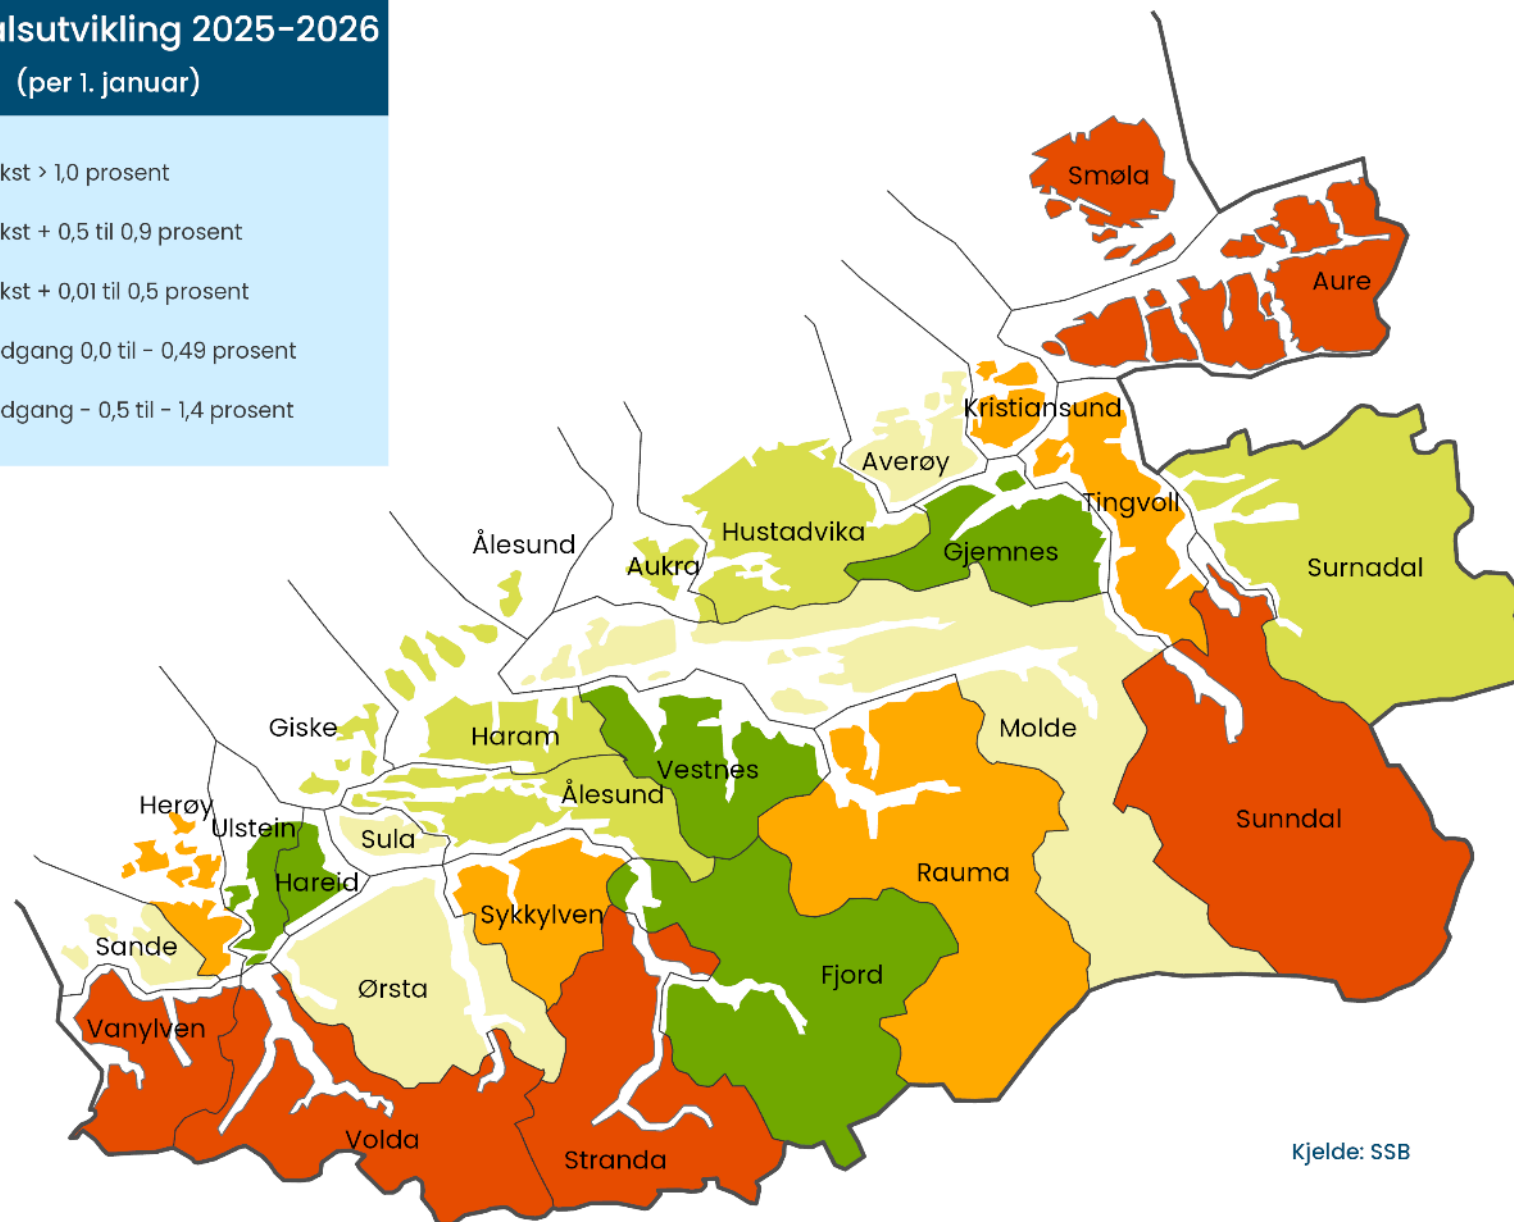 alsutvikling 2025-2026
(per 1. januar)
kst > 1,0 prosent
kst + 0,5 til 0,9 prosent
kst + 0,01 til 0,5 prosent
dgang 0,0 til - 0,49 prosent
dgang - 0,5 til - 1,4 prosent
Smøla
Aure
Kristiansund
Averøy
Tingvoll
Hustadvika
Ålesund
Gjemnes
Aukra
Surnadal
Giske
Molde
Haram
Vestnes
Ålesund
Herøy
Sunndal
Ulstein
Sula
Rauma
Hareid
Sykkylven
Sande
Fjord
Ørsta
Vanylven
Volda
Kjelde: SSB
Stranda